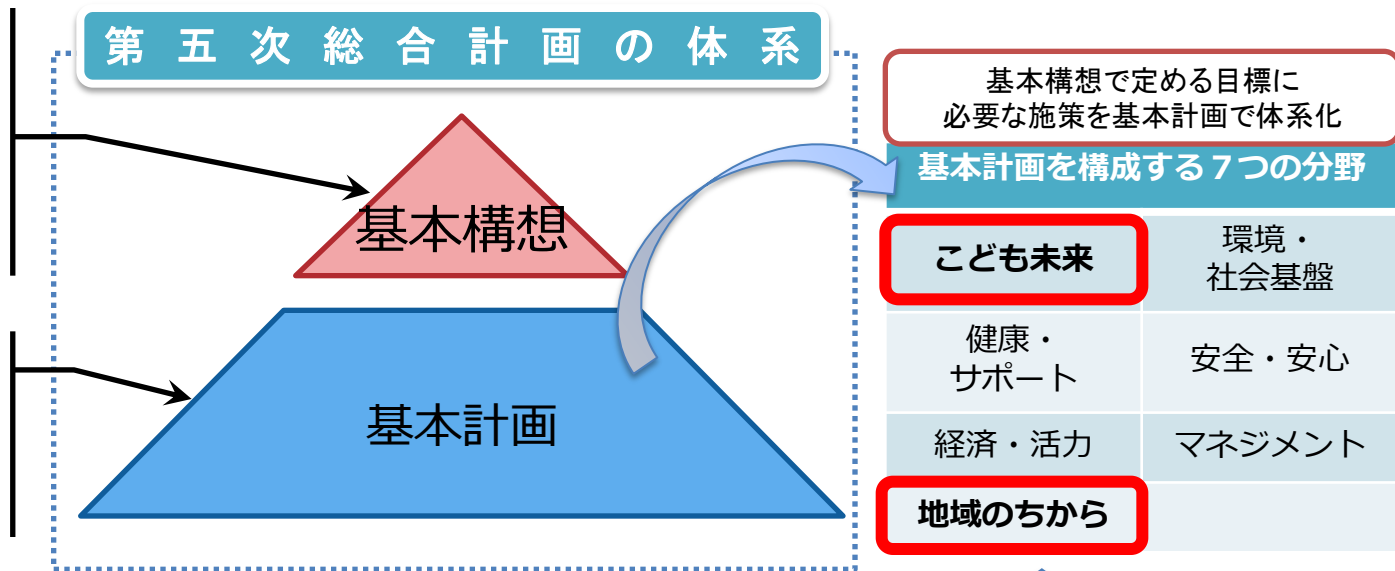 第五次総合計画の体系
基本構想
基本計画
基本構想で定める目標に
必要な施策を基本計画で体系化
基本計画を構成する７つの分野
こども未来
環境・
社会基盤
健康・
サポート
安全・安心
経済・活力
マネジメント
地域のちから